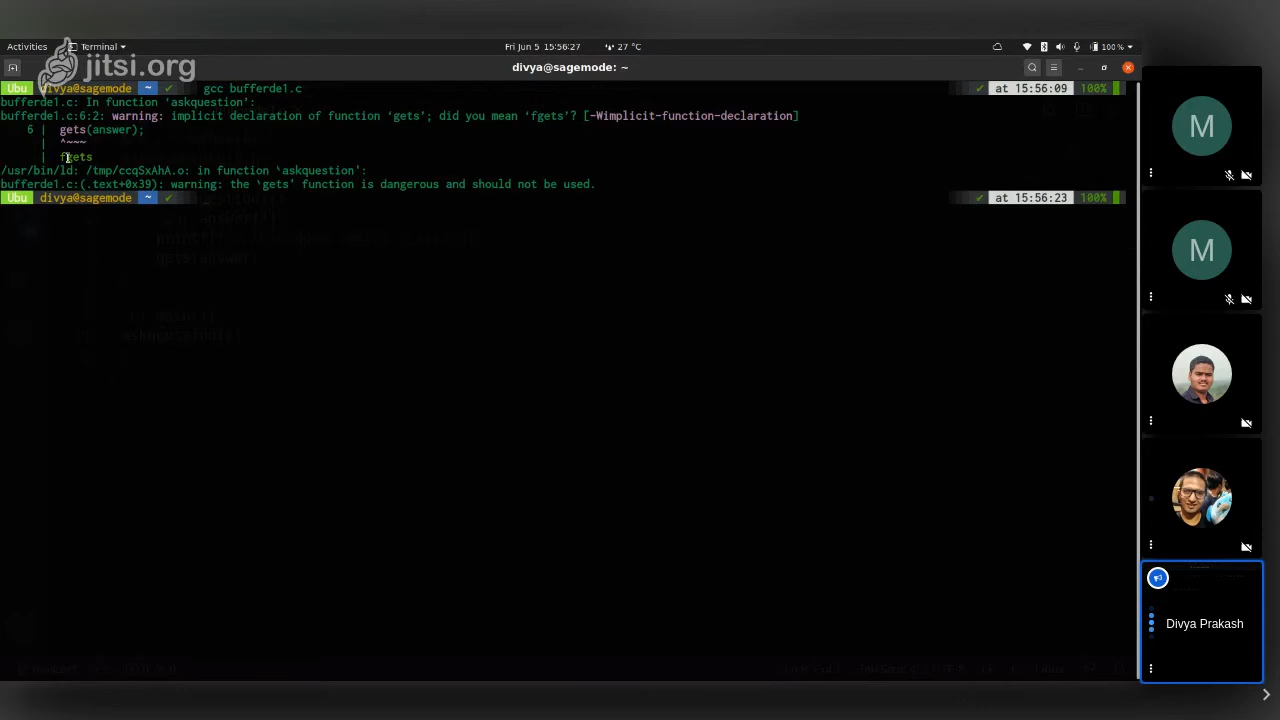 Activities
Terminal
Fri Jun 5 15:56:27
27 °C
100%
jitsi.org
divya@sagemode: ~
Ubu divya@sagemode ~ ✔ gcc bufferde1.c ✔ at 15:56:09 100%
bufferde1.c: In function ‘askquestion’:
bufferde1.c:6:2: warning: implicit declaration of function ‘gets’; did you mean ‘fgets’? [-Wimplicit-function-declaration]
6 | gets(answer);
| ^~~~
| fgets
/usr/bin/ld: /tmp/ccqSxAhA.o: in function `askquestion':
bufferde1.c:(.text+0x39): warning: the `gets' function is dangerous and should not be used.
Ubu divya@sagemode ~ ✔ ✔ at 15:56:23 100%
M
M
Divya Prakash